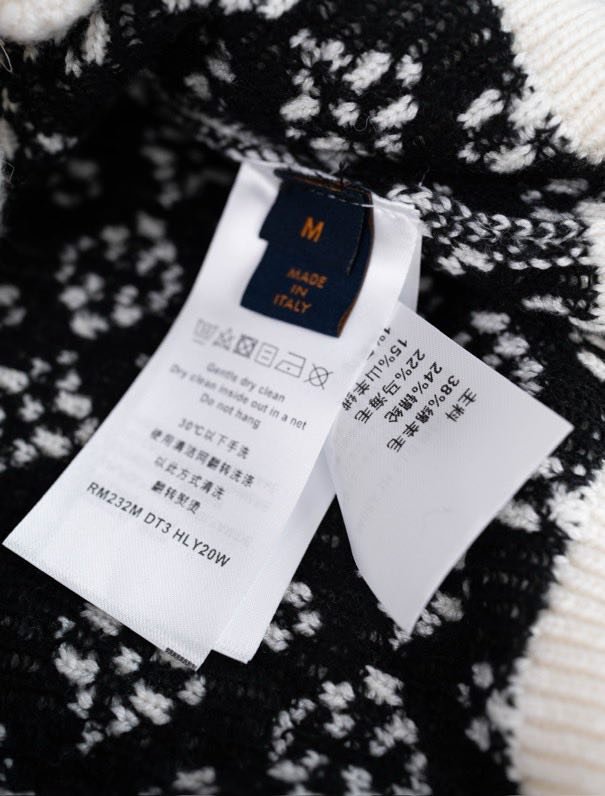 M
MADE
IN
ITALY
Gentle dry clean
Dry clean inside out in a net
Do not hang
30℃以下手洗
使用清洁网翻转洗涤
以此方式清洗
翻转熨烫
RM232M DT3 HLY20W
主料
38%绵羊毛
24%锦纶
22%马海毛
15%山羊绒